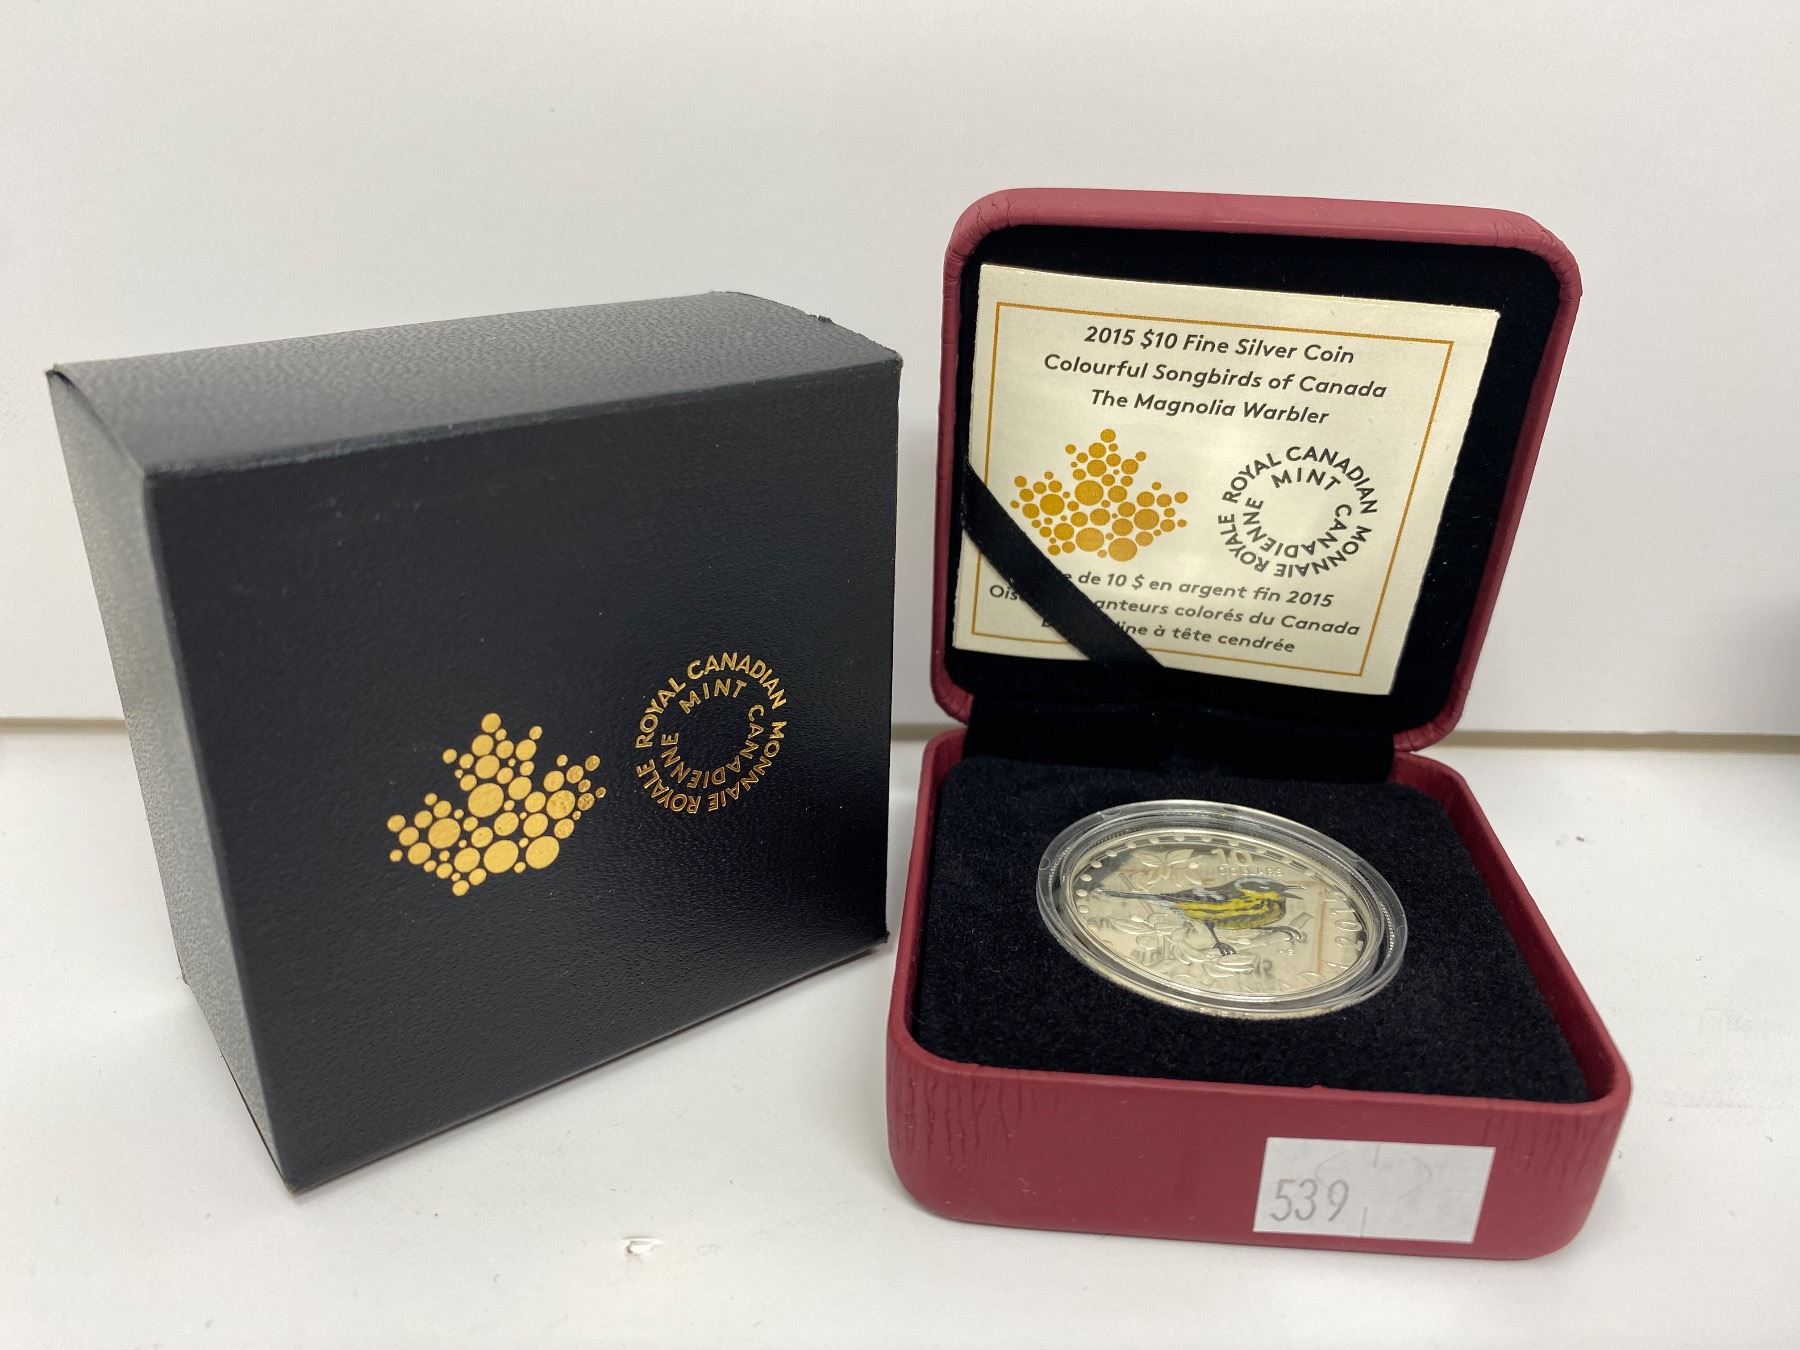 ROYAL CANADIAN MINT
MONNAIE ROYALE CANADIENNE
2015 $10 Fine Silver Coin
Colourful Songbirds of Canada
The Magnolia Warbler
ROYAL CANADIAN MINT
MONNAIE ROYALE CANADIENNE
de 10 $ en argent fin 2015
colorés du Canada
à tête cendrée
10
DOLLARS
539